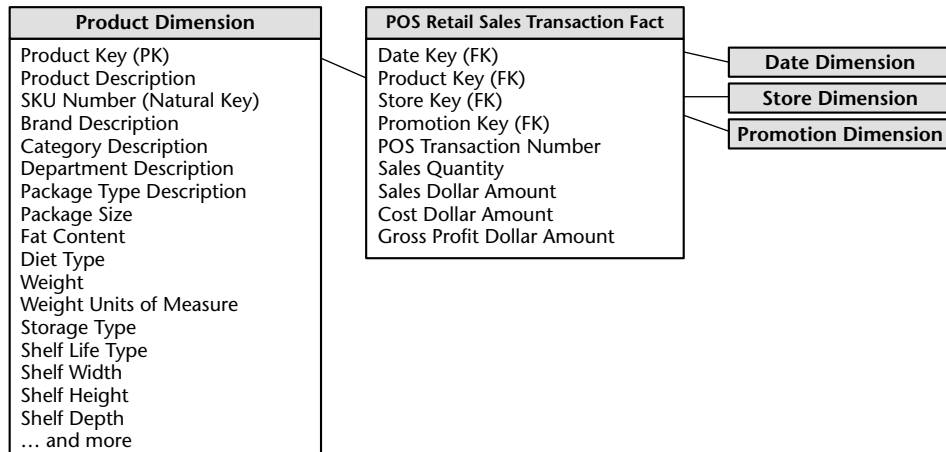 Product Dimension
Product Key (PK)
Product Description
SKU Number (Natural Key)
Brand Description
Category Description
Department Description
Package Type Description
Package Size
Fat Content
Diet Type
Weight
Weight Units of Measure
Storage Type
Shelf Life Type
Shelf Width
Shelf Height
Shelf Depth
… and more
POS Retail Sales Transaction Fact
Date Key (FK)
Product Key (FK)
Store Key (FK)
Promotion Key (FK)
POS Transaction Number
Sales Quantity
Sales Dollar Amount
Cost Dollar Amount
Gross Profit Dollar Amount
Date Dimension
Store Dimension
Promotion Dimension